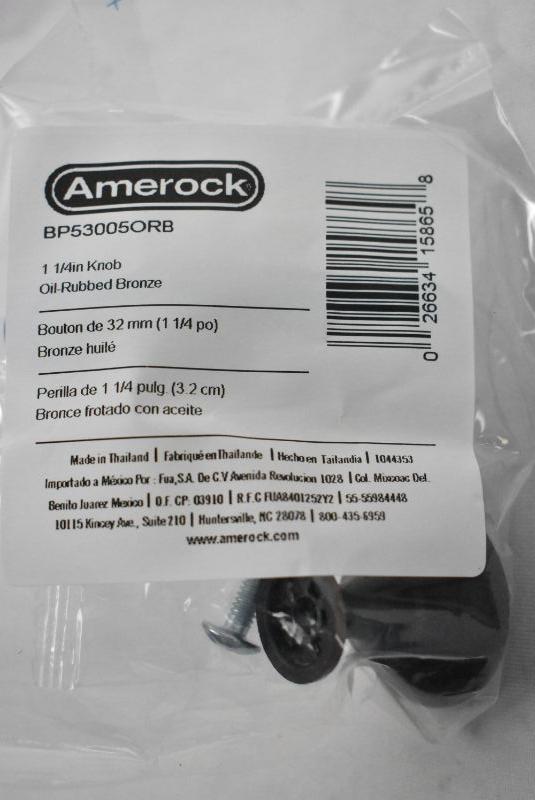 Amerock
BP53005ORB
1 1/4in Knob
Oil-Rubbed Bronze
Bouton de 32 mm (1 1/4 po)
Bronze huilé
Perilla de 1 1/4 pulg. (3.2 cm)
Bronce frotado con aceite
0 26634 15865 8
Made in Thailand | Fabriqué en Thaïlande | Hecho en Tailandia | 1044353
Importado a México Por : Fua,S.A. De C.V Avenida Revolucion 1028 | Col. Mixcoac Del.
Benito Juarez Mexico | D.F. CP. 03910 | R.F.C FUA8401252Y2 | 55-55984448
10115 Kincey Ave., Suite 210 | Huntersville, NC 28078 | 800-435-6959
www.amerock.com